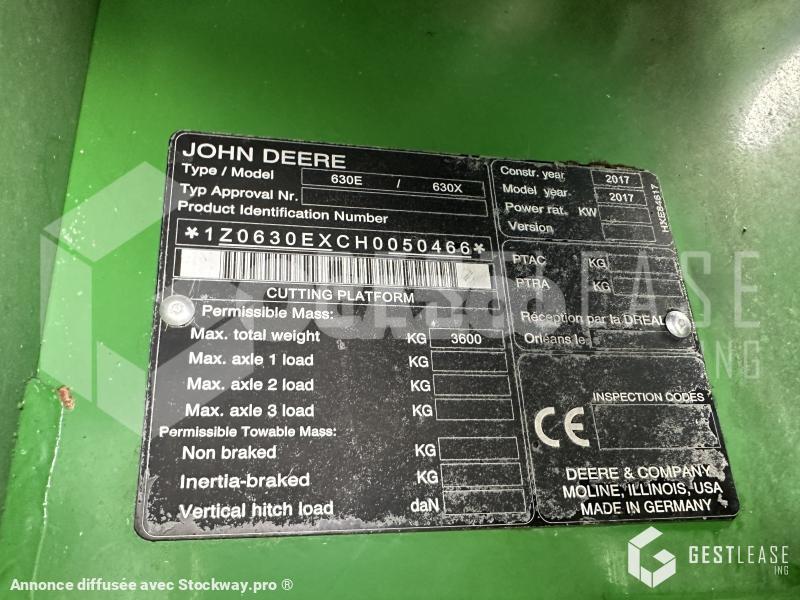 JOHN DEERE
Type / Model 630E / 630X
Typ Approval Nr.
Product Identification Number
*1Z0630EXCH0050466*
CUTTING PLATFORM
Permissible Mass:
Max. total weight KG 3600
Max. axle 1 load KG
Max. axle 2 load KG
Max. axle 3 load KG
Permissible Towable Mass:
Non braked KG
Inertia-braked KG
Vertical hitch load daN
Constr. year 2017
Model year 2017
Power rat. KW
Version
HXE84617
PTAC KG
PTRA KG
Réception par la DREAL
Orléans le
INSPECTION CODES
CE
DEERE & COMPANY
MOLINE, ILLINOIS, USA
MADE IN GERMANY
GESTLEASE
ING
GESTLEASE
ING
Annonce diffusée avec Stockway.pro ®